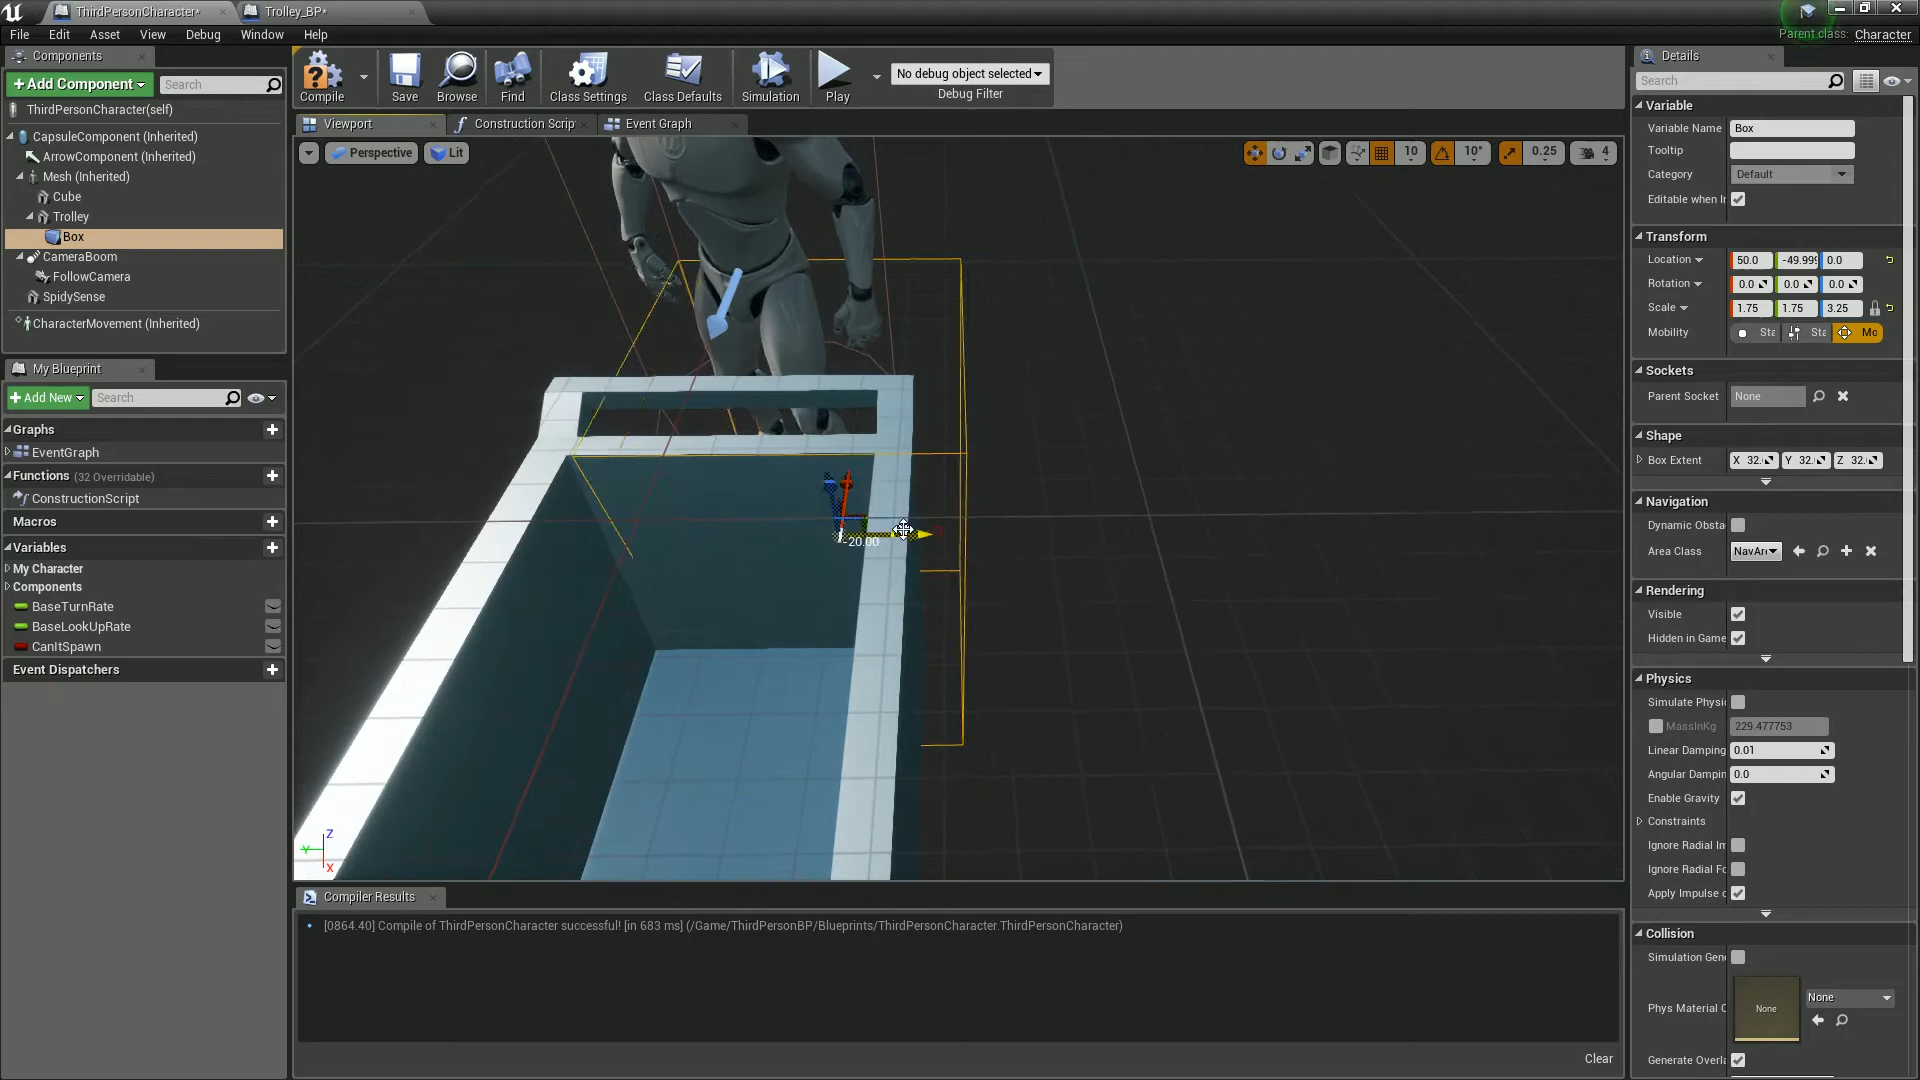 ThirdPersonCharacter*
Trolley_BP*
File
Edit
Asset
View
Debug
Window
Help
Parent class: Character
Components
+Add Component
Search
ThirdPersonCharacter(self)
CapsuleComponent (Inherited)
ArrowComponent (Inherited)
Mesh (Inherited)
Cube
Trolley
Box
CameraBoom
FollowCamera
SpidySense
CharacterMovement (Inherited)
My Blueprint
+Add New
Search
Graphs
EventGraph
Functions (32 Overridable)
ConstructionScript
Macros
Variables
My Character
Components
BaseTurnRate
BaseLookUpRate
CanItSpawn
Event Dispatchers
Compile
Save
Browse
Find
Class Settings
Class Defaults
Simulation
Play
No debug object selected
Debug Filter
Viewport
Construction Scrip
Event Graph
Perspective
Lit
10
10°
0.25
4
-20.00
Z
Y
X
Compiler Results
[0864.40] Compile of ThirdPersonCharacter successful! [in 683 ms] (/Game/ThirdPersonBP/Blueprints/ThirdPersonCharacter.ThirdPersonCharacter)
Clear
Details
Search
Variable
Variable Name Box
Tooltip
Category Default
Editable when Ir
Transform
Location 50.0 -49.999 0.0
Rotation 0.0 0.0 0.0
Scale 1.75 1.75 3.25
Mobility Sta Sta Mo
Sockets
Parent Socket None
Shape
Box Extent X 32. Y 32. Z 32.
Navigation
Dynamic Obsta
Area Class NavAre
Rendering
Visible
Hidden in Game
Physics
Simulate Physi
MassInKg 229.477753
Linear Damping 0.01
Angular Dampin 0.0
Enable Gravity
Constraints
Ignore Radial Im
Ignore Radial Fo
Apply Impulse o
Collision
Simulation Gene
Phys Material O
None
None
Generate Overla